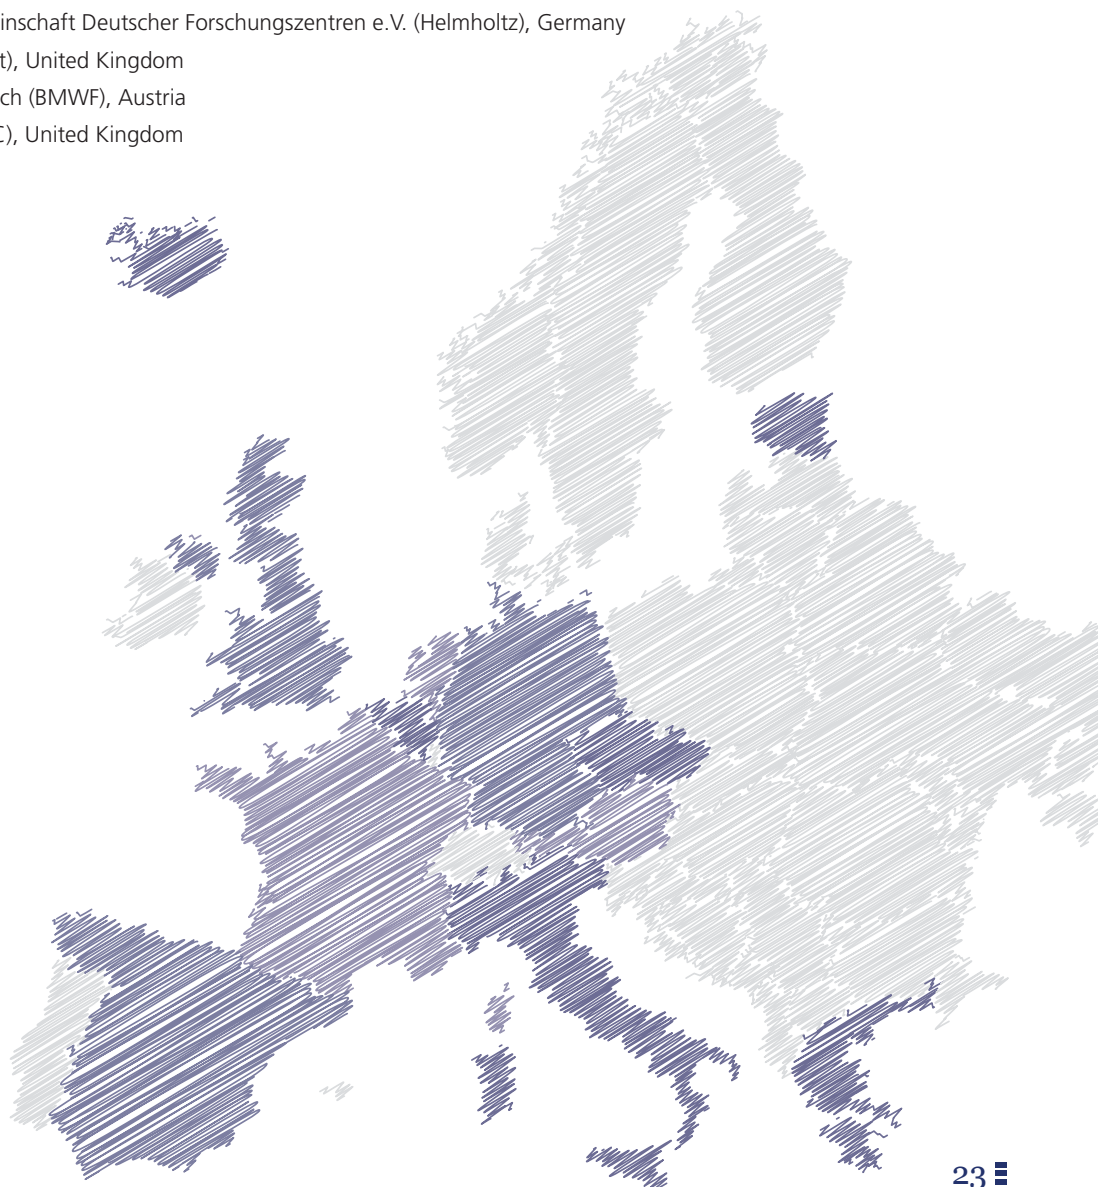 inschaft Deutscher Forschungszentren e.V. (Helmholtz), Germany
t), United Kingdom
ch (BMWF), Austria
C), United Kingdom
23